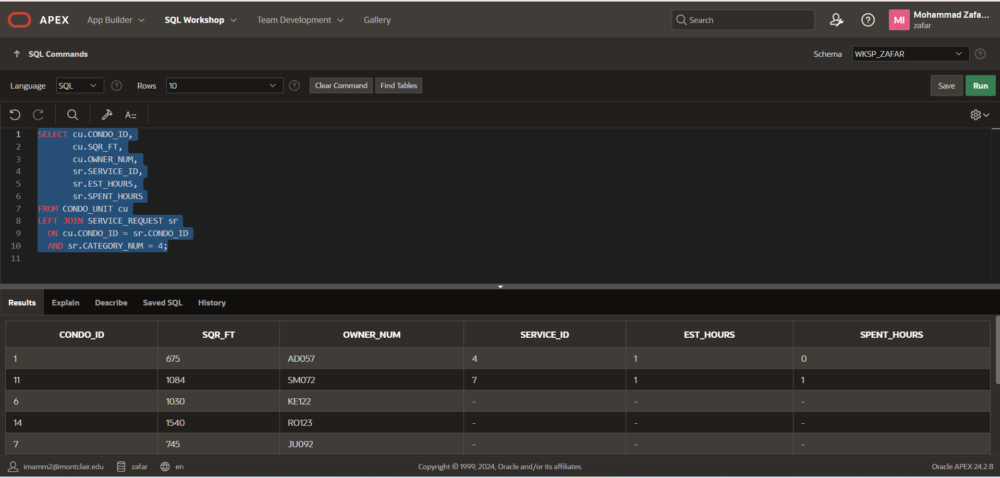 APEX App Builder SQL Workshop Team Development Gallery Search ? MI Mohammad Zafa...
zafar
SQL Commands Schema WKSP_ZAFAR ?
Language SQL ? Rows 10 ? Clear Command Find Tables Save Run
A::
1 SELECT cu.CONDO_ID,
2 cu.SQR_FT,
3 cu.OWNER_NUM,
4 sr.SERVICE_ID,
5 sr.EST_HOURS,
6 sr.SPENT_HOURS
7 FROM CONDO_UNIT cu
8 LEFT JOIN SERVICE_REQUEST sr
9 ON cu.CONDO_ID = sr.CONDO_ID
10 AND sr.CATEGORY_NUM = 4;
11
Results Explain Describe Saved SQL History
CONDO_ID SQR_FT OWNER_NUM SERVICE_ID EST_HOURS SPENT_HOURS
1 675 AD057 4 1 0
11 1084 SM072 7 1 1
6 1030 KE122 - - -
14 1540 RO123 - - -
7 745 JU092 - - -
imamm2@montclair.edu zafar en Copyright © 1999, 2024, Oracle and/or its affiliates. Oracle APEX 24.2.8